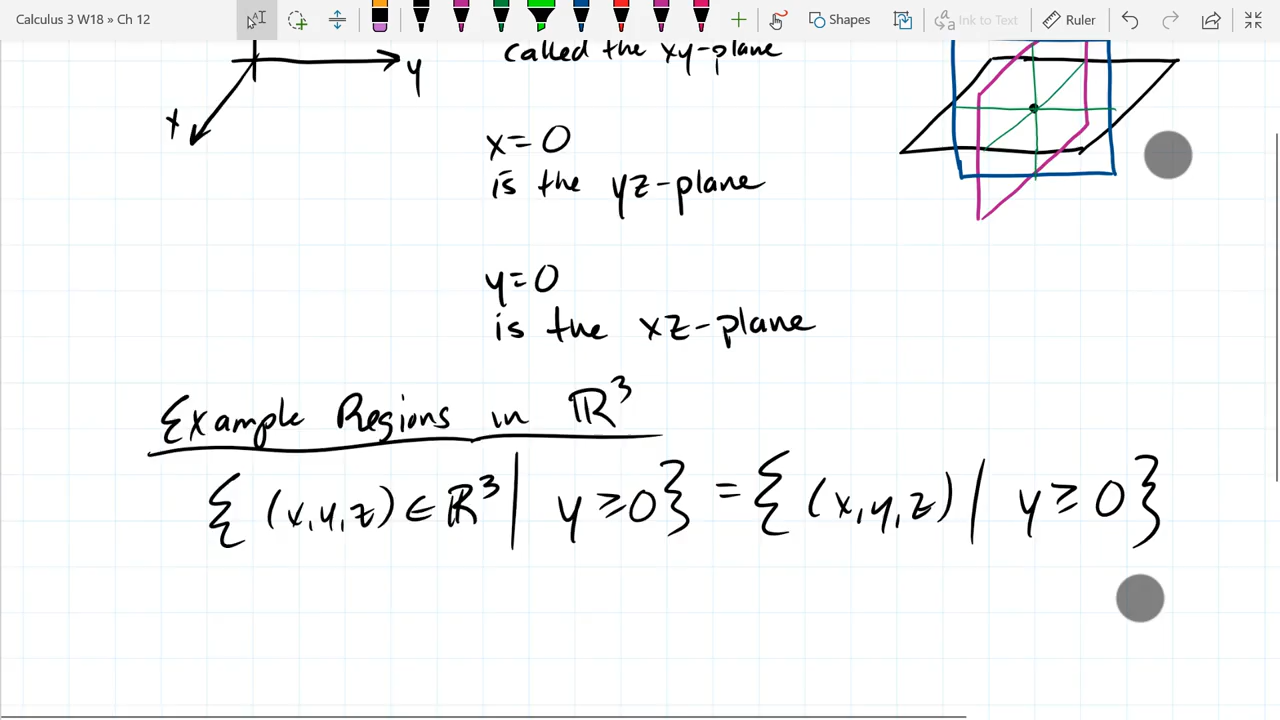 Calculus 3 W18 » Ch 12
Shapes
Ink to Text
Ruler
called the xy-plane
y
x
x=0
is the yz-plane
y=0
is the xz-plane
Example Regions in ℝ³
{ (x,y,z) ∈ ℝ³ | y ≥ 0 } = { (x,y,z) | y ≥ 0 }